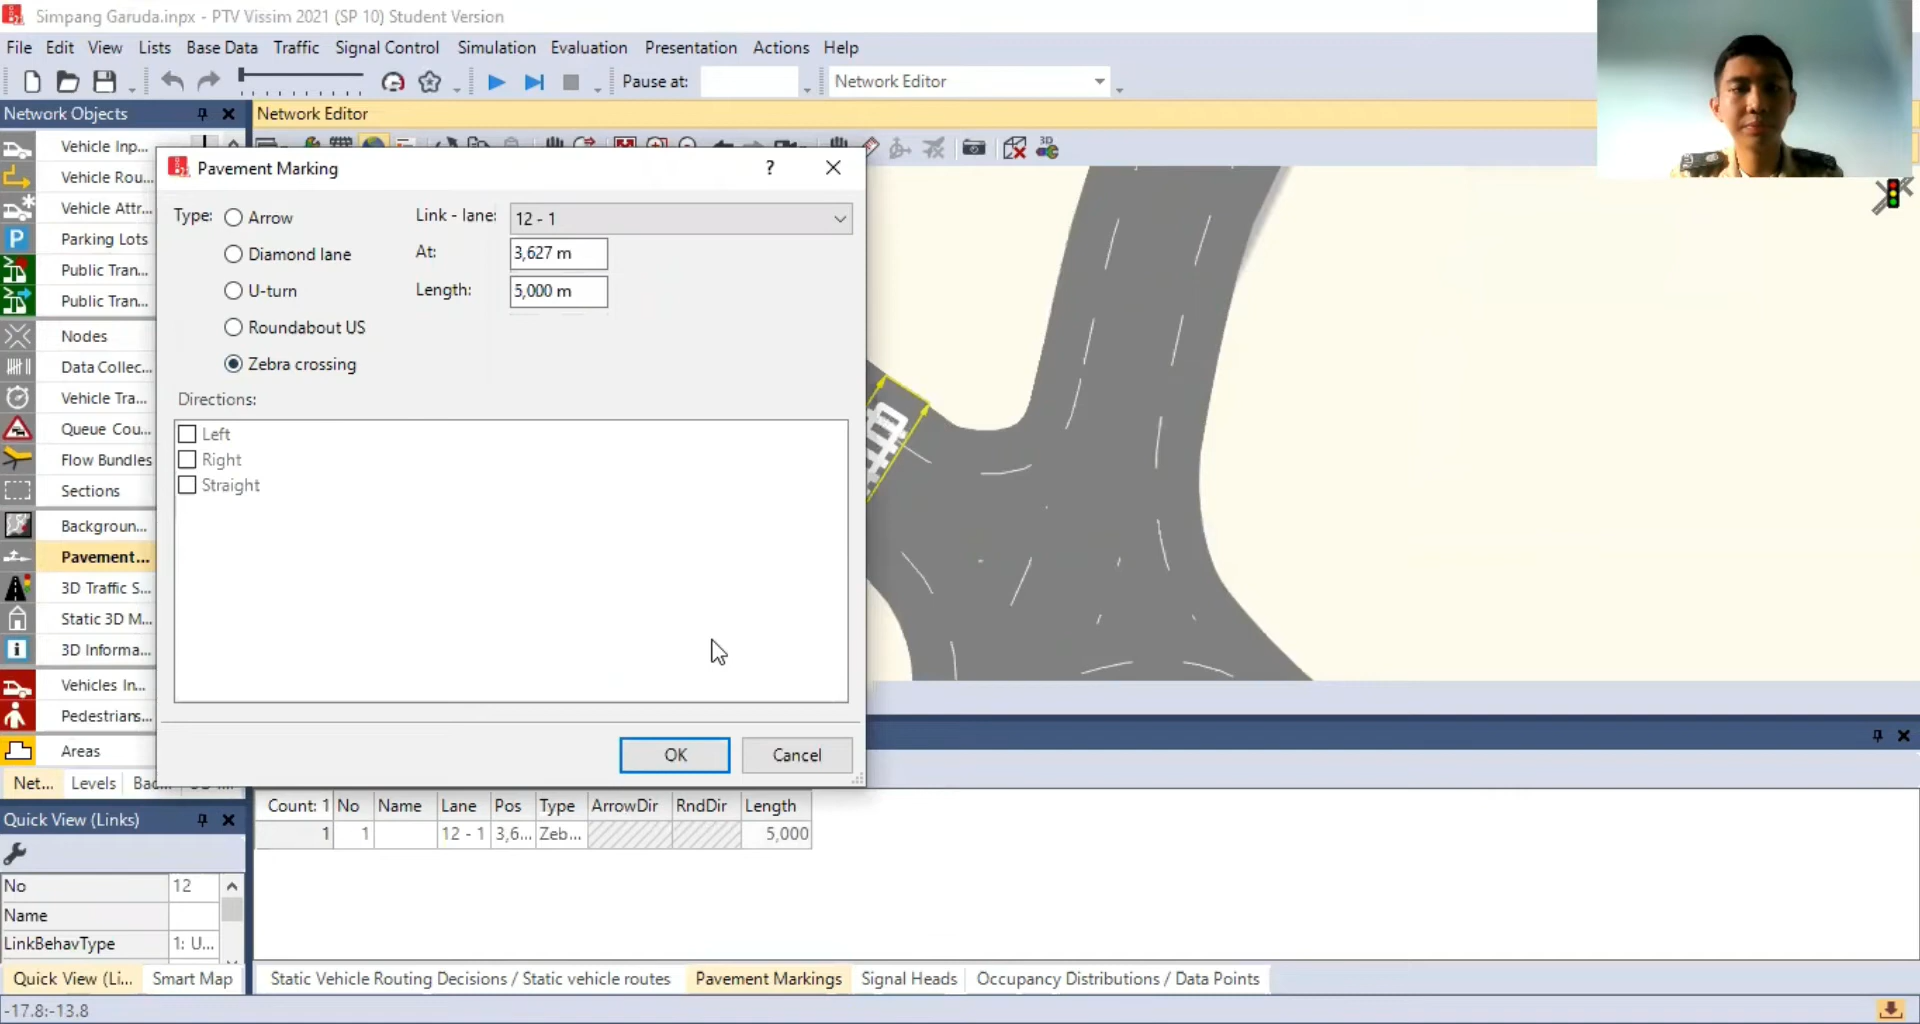 Simpang Garuda.inpx - PTV Vissim 2021 (SP 10) Student Version
File Edit View Lists Base Data Traffic Signal Control Simulation Evaluation Presentation Actions Help
Pause at: Network Editor
Network Objects
Network Editor
Vehicle Inp...
Vehicle Rou...
Vehicle Attr...
Parking Lots
Public Tran...
Public Tran...
Nodes
Data Collec...
Vehicle Tra...
Queue Cou...
Flow Bundles
Sections
Backgroun...
Pavement...
3D Traffic S...
Static 3D M...
3D Informa...
Vehicles In...
Pedestrians...
Areas
Net... Levels
Pavement Marking
?
Type:
Arrow
Diamond lane
U-turn
Roundabout US
Zebra crossing
Link - lane: 12 - 1
At: 3,627 m
Length: 5,000 m
Directions:
Left
Right
Straight
OK Cancel
3D
Quick View (Links)
No 12
Name
LinkBehavType 1: U...
Quick View (Li... Smart Map
Count: 1 No Name Lane Pos Type ArrowDir RndDir Length
1 1 12 - 1 3,6... Zeb... 5,000
Static Vehicle Routing Decisions / Static vehicle routes Pavement Markings Signal Heads Occupancy Distributions / Data Points
-17.8:-13.8